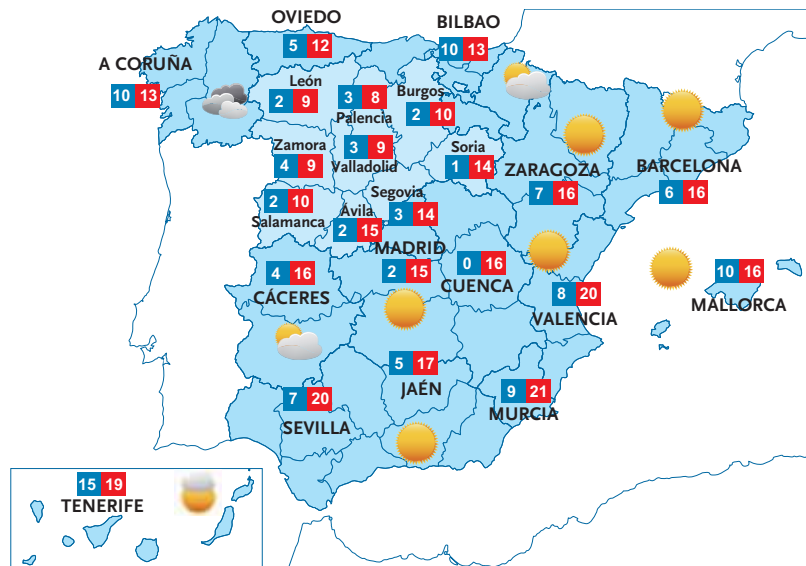 OVIEDO
5 12
BILBAO
10 13
A CORUÑA
10 13
León
2 9
3 8
Palencia
Burgos
2 10
Zamora
4 9
3 9
Valladolid
Soria
1 14
ZARAGOZA
7 16
BARCELONA
6 16
2 10
Salamanca
Ávila
2 15
Segovia
3 14
MADRID
2 15
0 16
CUENCA
4 16
CÁCERES
8 20
VALENCIA
10 16
MALLORCA
5 17
JAÉN
7 20
SEVILLA
9 21
MURCIA
15 19
TENERIFE